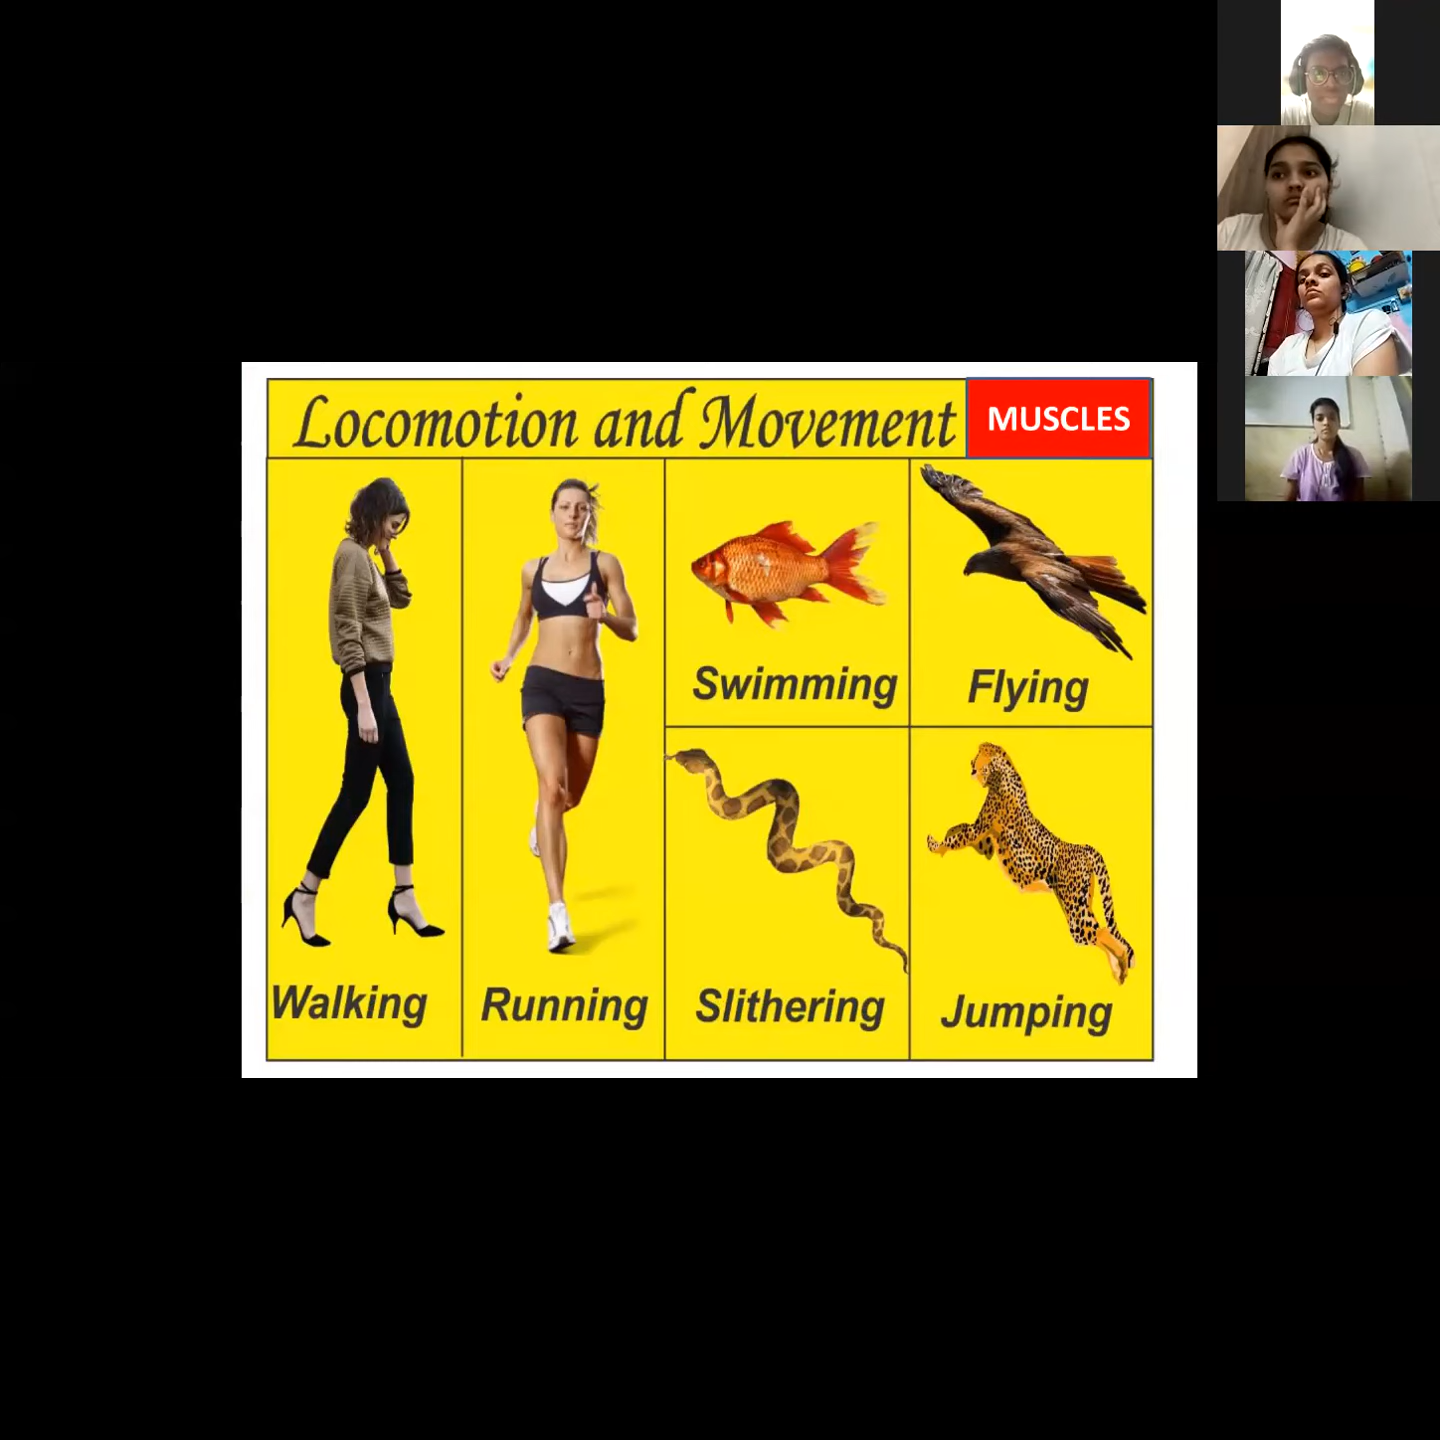 Locomotion and Movement
MUSCLES
Swimming
Flying
Walking
Running
Slithering
Jumping